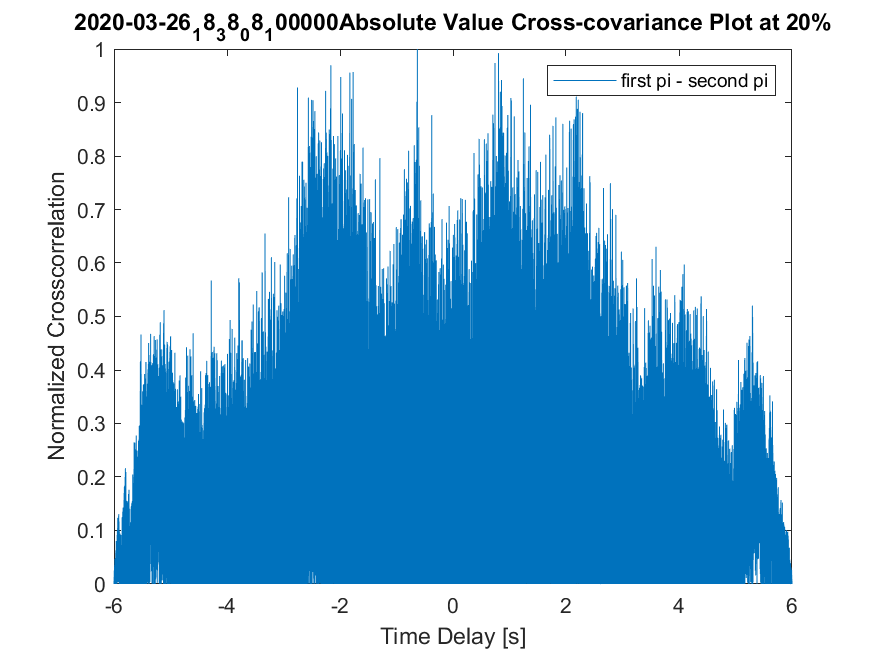 2020-03-26₁8₃8₀8₁00000Absolute Value Cross-covariance Plot at 20%
first pi - second pi
Normalized Crosscorrelation
1
0.9
0.8
0.7
0.6
0.5
0.4
0.3
0.2
0.1
0
-6 -4 -2 0 2 4 6
Time Delay [s]